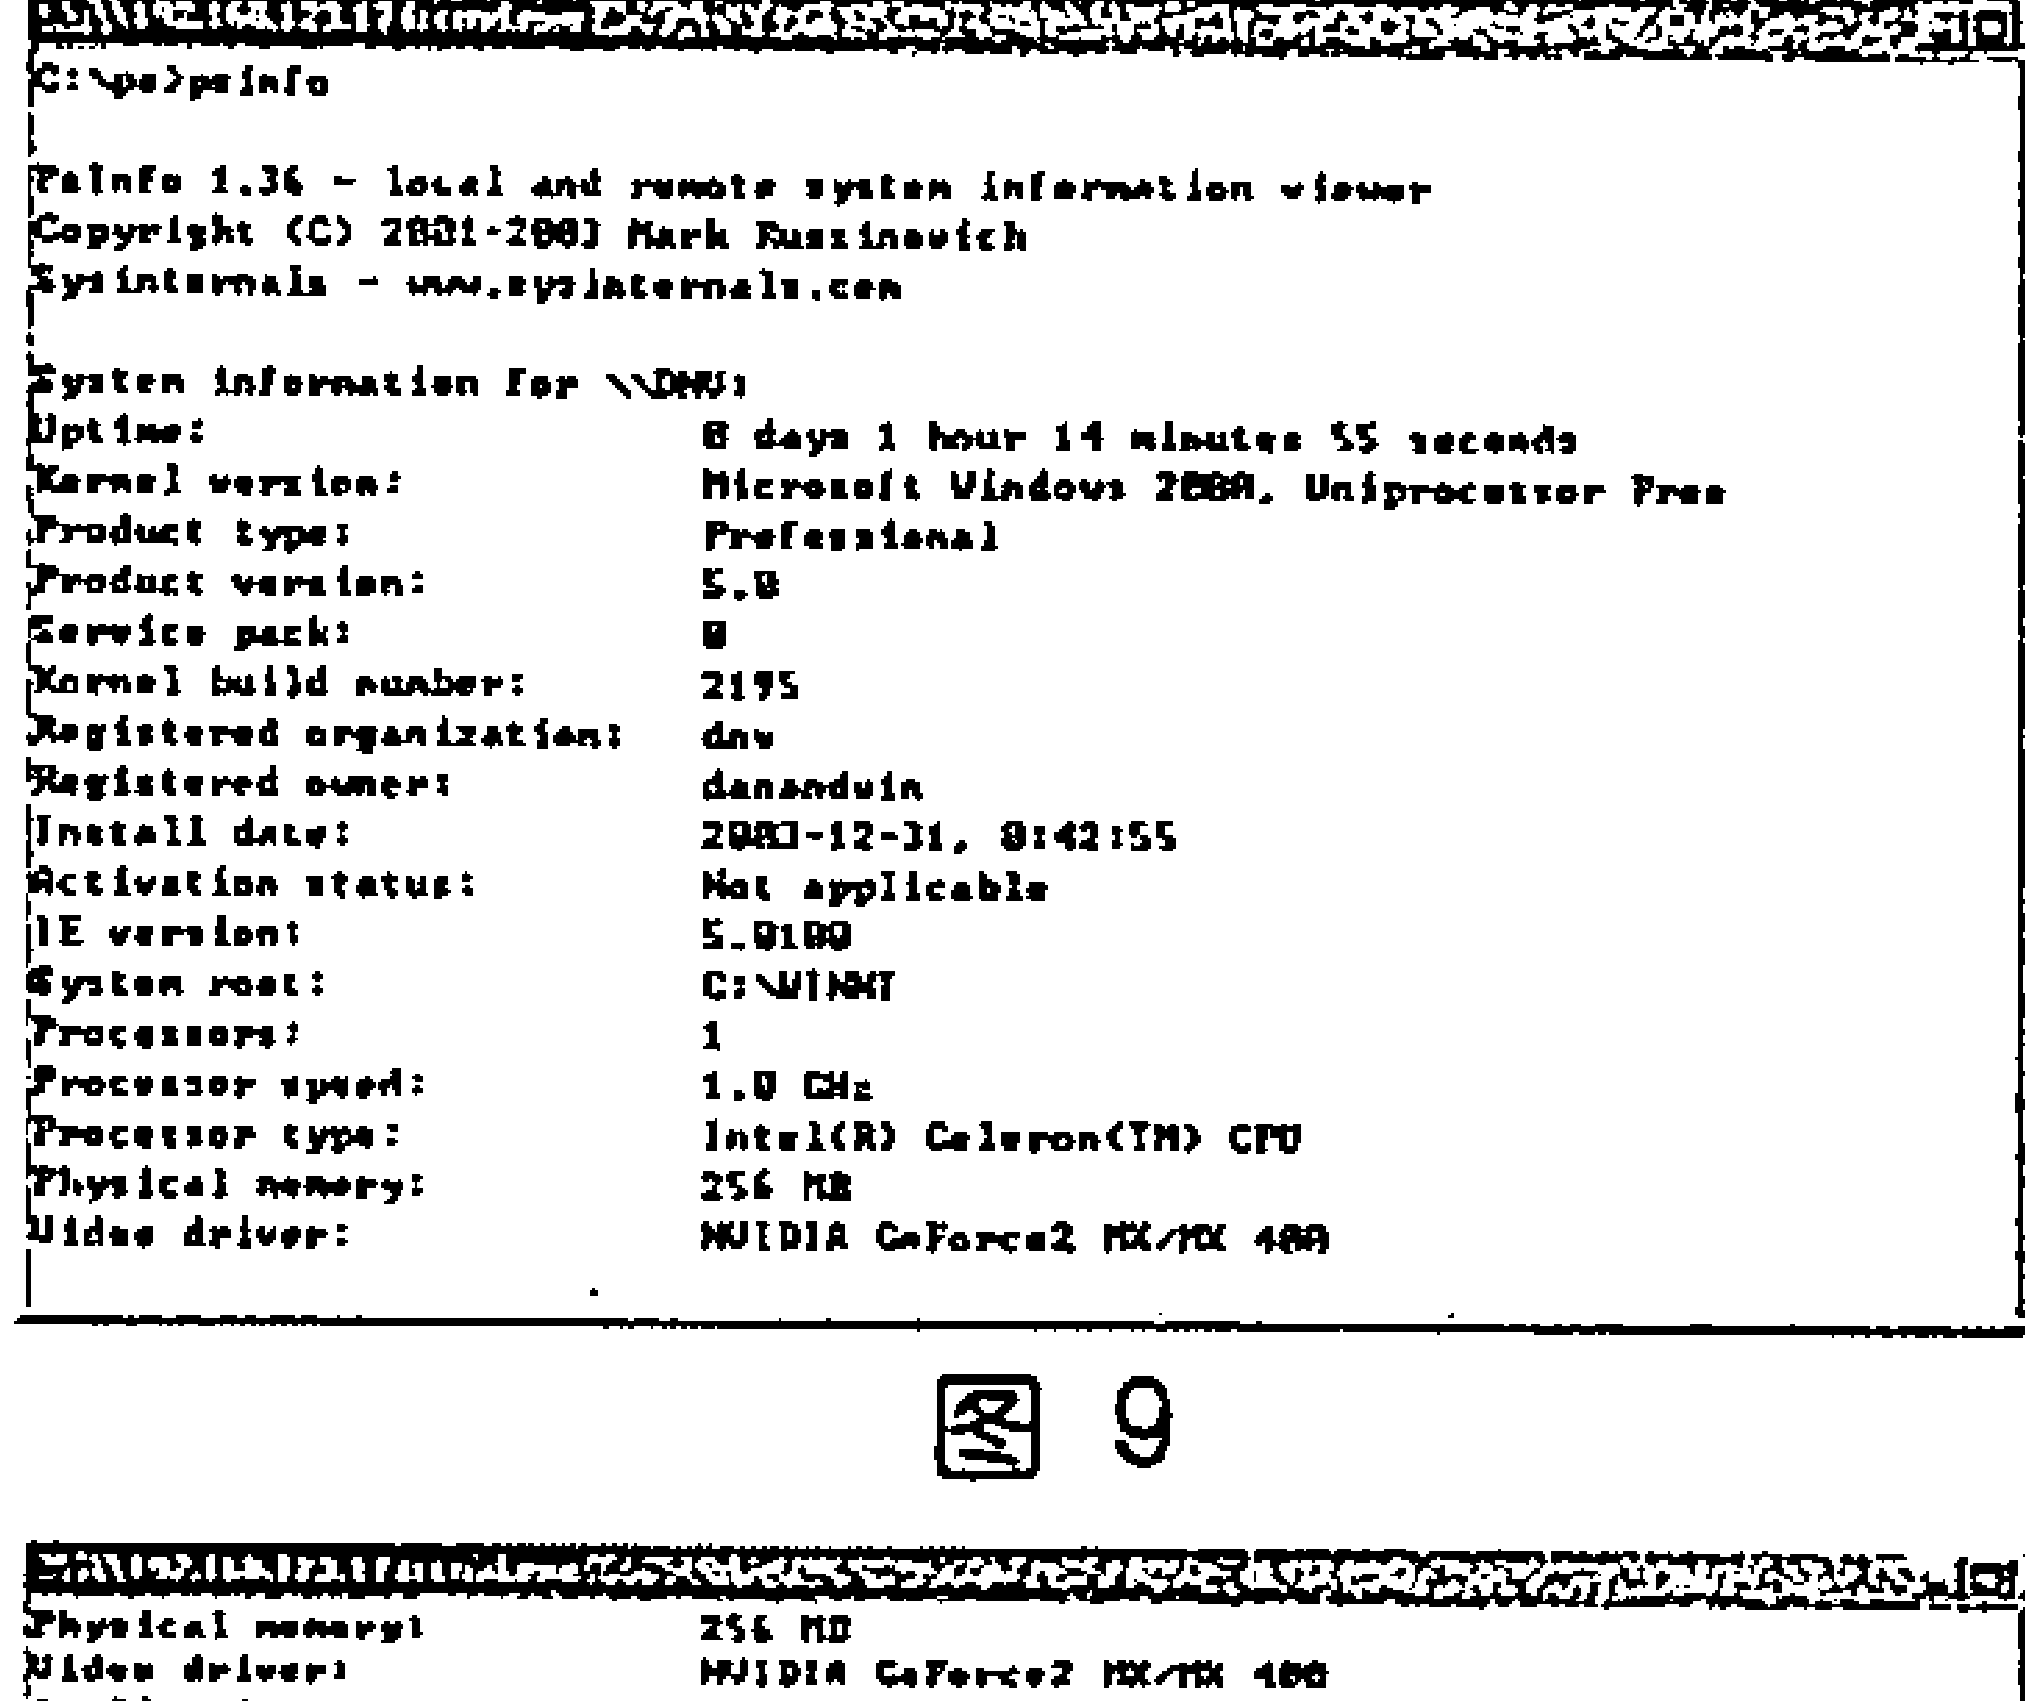 C:\ps>psinfo
PsInfo 1.36 - local and remote system information viewer
Copyright (C) 2001-2003 Mark Russinovich
Sysinternals - www.sysinternals.com
System information for \\DNW:
Uptime: 0 days 1 hour 14 minutes 55 seconds
Kernel version: Microsoft Windows 2000, Uniprocessor Free
Product type: Professional
Product version: 5.0
Service pack: 0
Kernel build number: 2195
Registered organization: dnw
Registered owner: danandwin
Install date: 2003-12-31, 0:42:55
Activation status: Not applicable
IE version: 5.0100
System root: C:\WINNT
Processors: 1
Processor speed: 1.0 GHz
Processor type: Intel(R) Celeron(TM) CPU
Physical memory: 256 MB
Video driver: NVIDIA GeForce2 MX/MX 400
图 9
Physical memory: 256 MB
Video driver: NVIDIA GeForce2 MX/MX 400